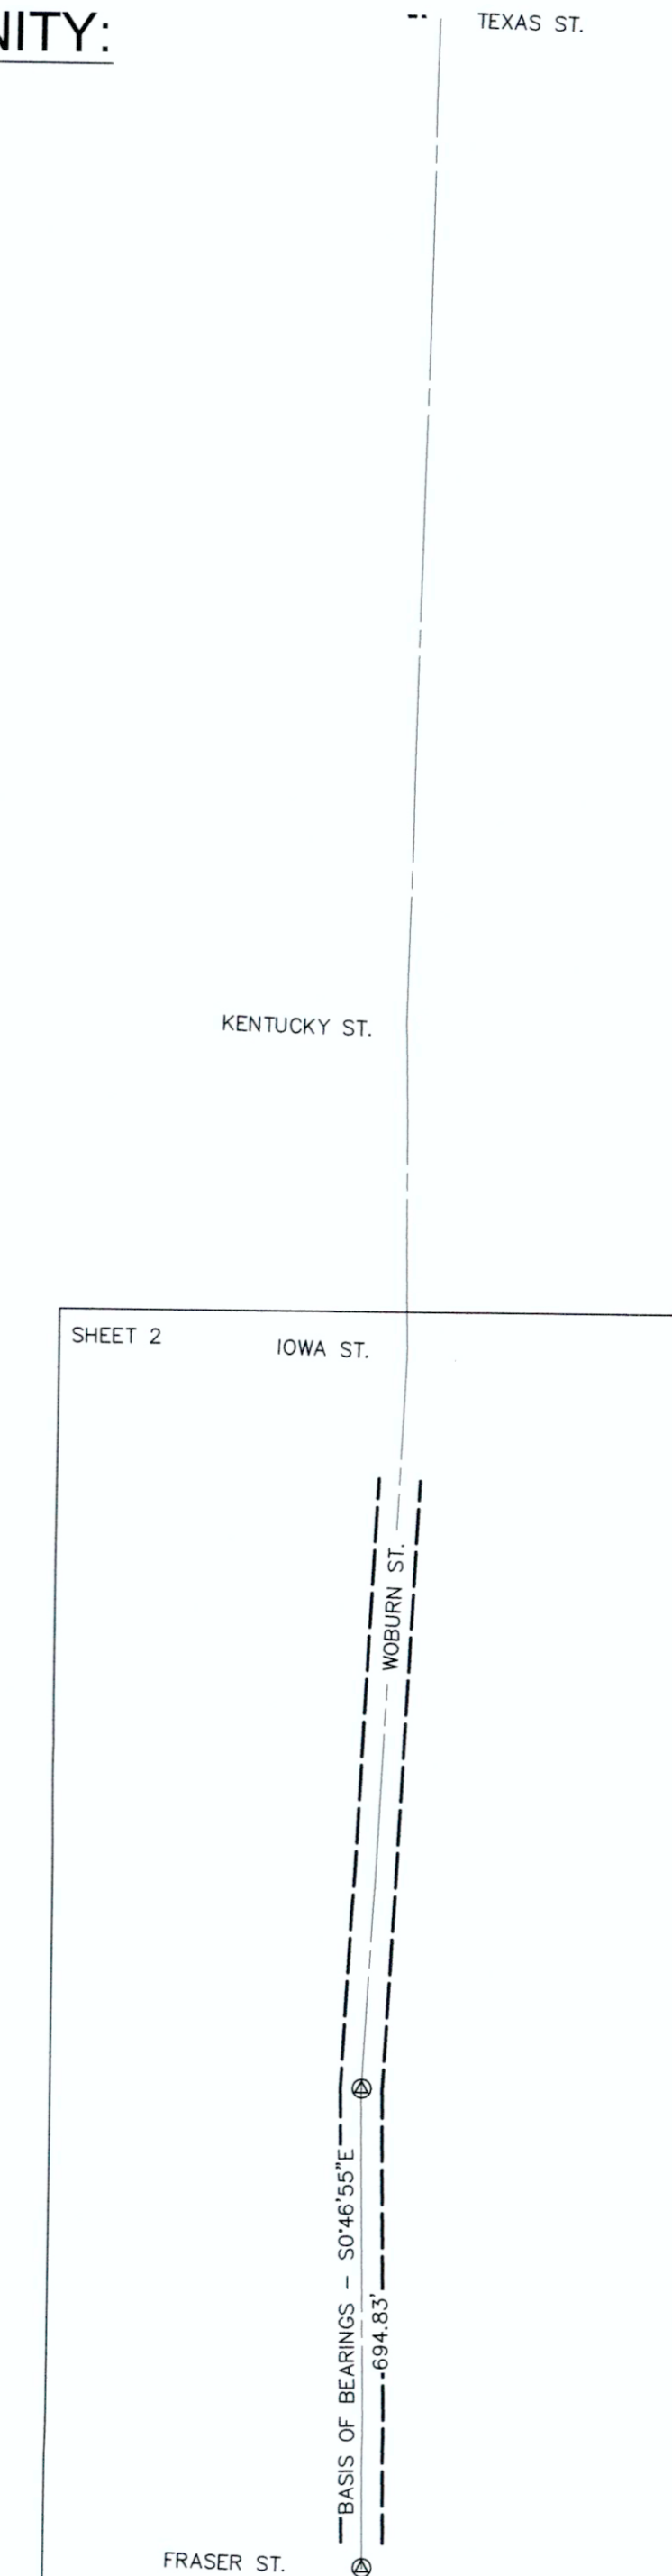 NITY:
TEXAS ST.
KENTUCKY ST.
SHEET 2
IOWA ST.
WOBURN ST.
BASIS OF BEARINGS - S0°46'55"E
694.83'
FRASER ST.